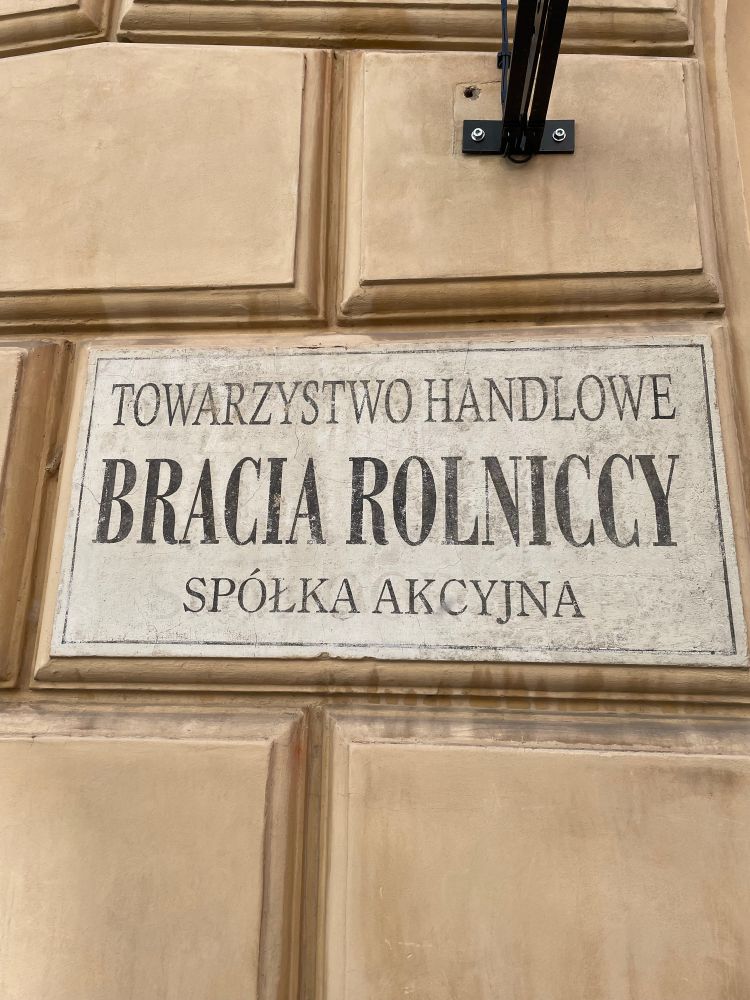 TOWARZYSTWO HANDLOWE
BRACIA ROLNICCY
SPÓŁKA AKCYJNA